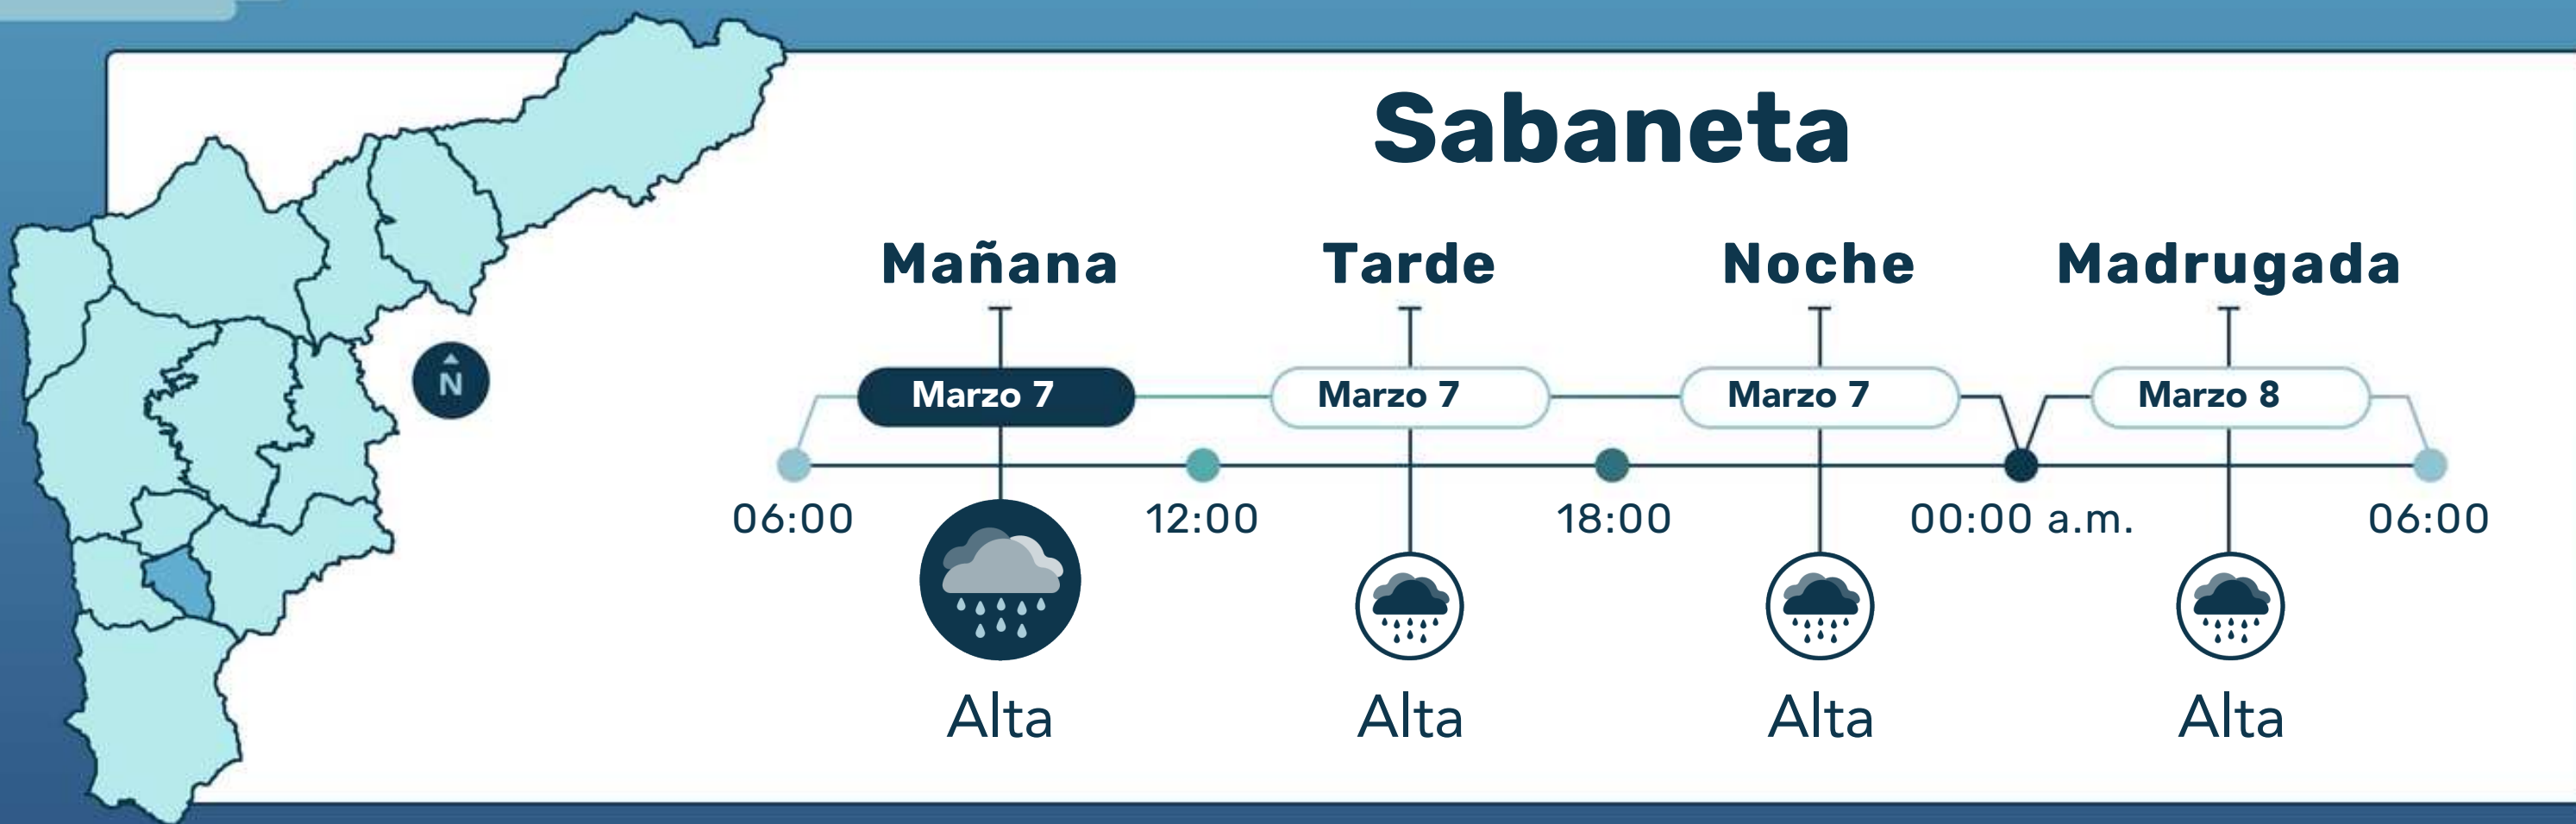 Sabaneta
Mañana Tarde Noche Madrugada
N
Marzo 7 Marzo 7 Marzo 7 Marzo 8
06:00 12:00 18:00 00:00 a.m. 06:00
Alta Alta Alta Alta